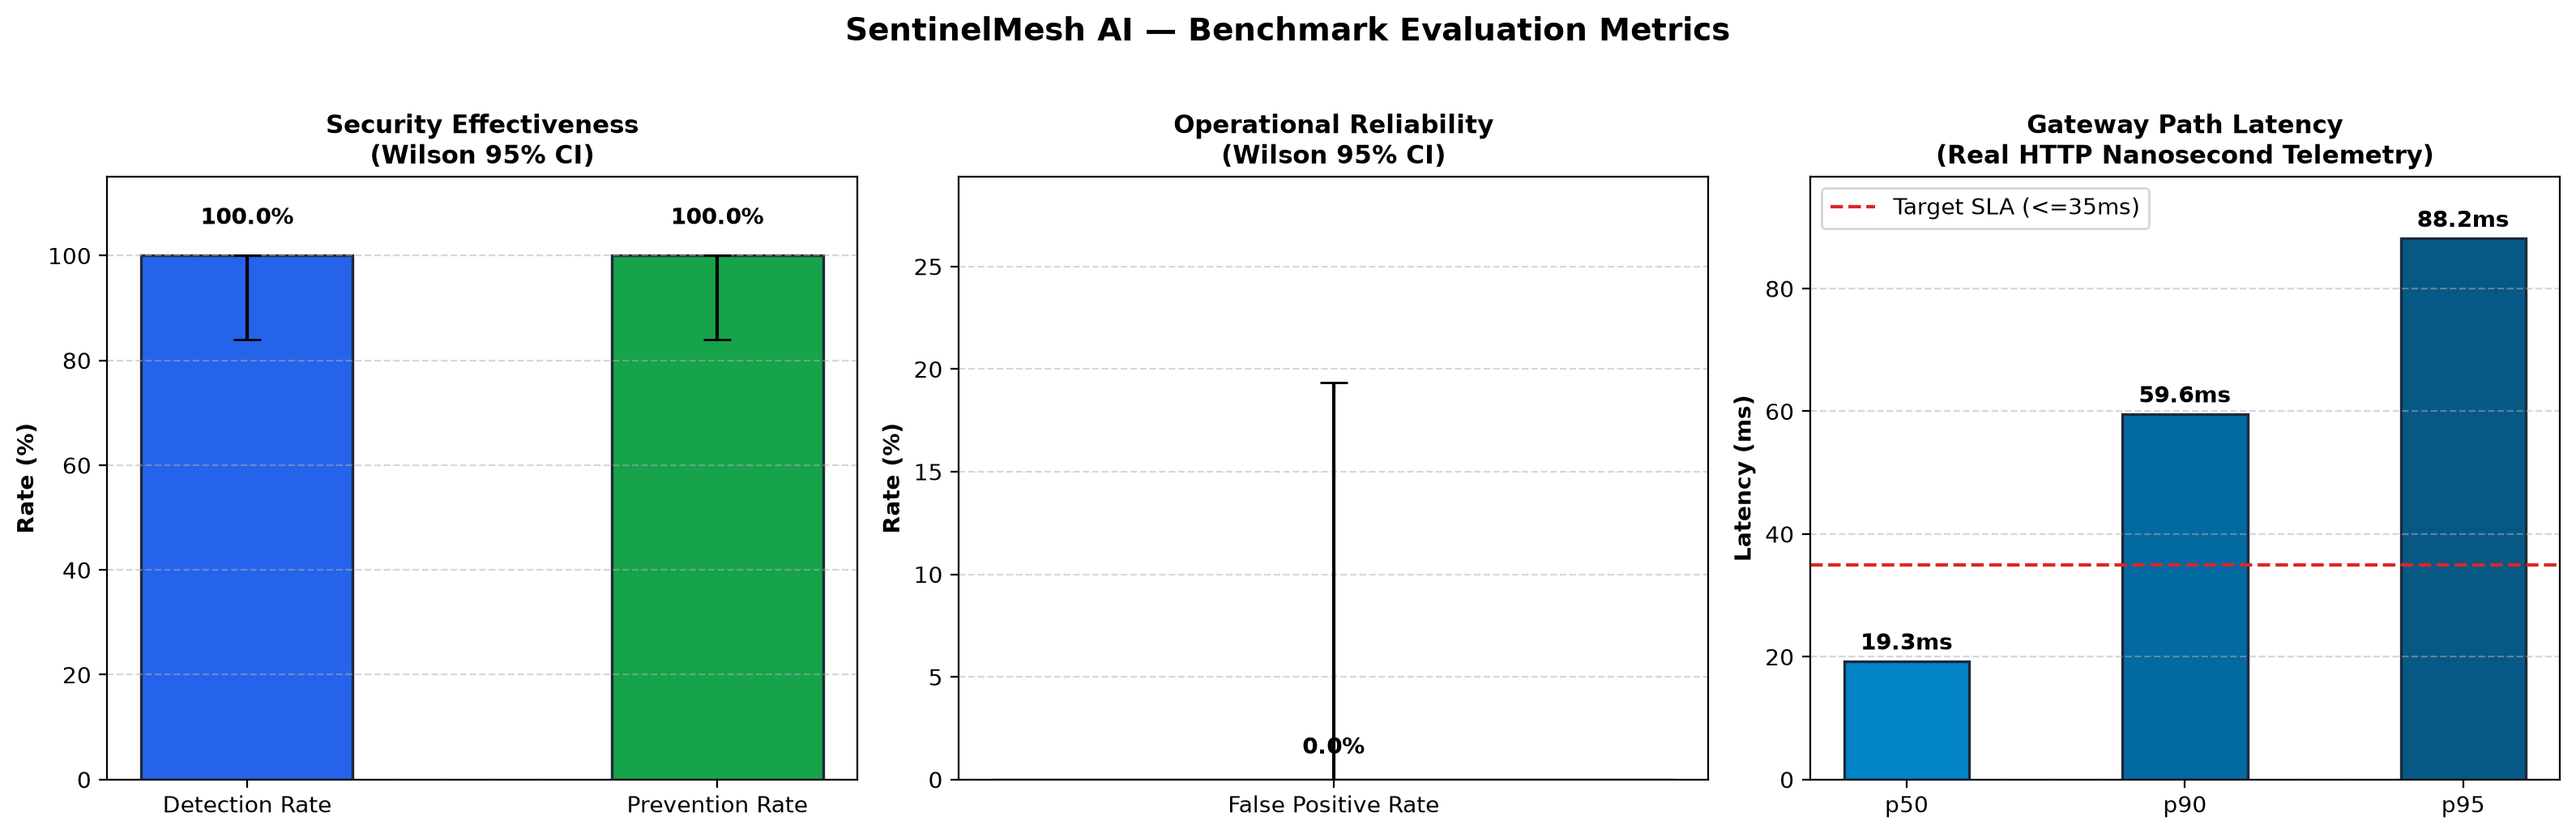 SentinelMesh AI — Benchmark Evaluation Metrics
Security Effectiveness
(Wilson 95% CI)
100.0%
100.0%
100
80
60
40
20
0
Rate (%)
Detection Rate
Prevention Rate
Operational Reliability
(Wilson 95% CI)
25
20
15
10
5
0
Rate (%)
0.0%
False Positive Rate
Gateway Path Latency
(Real HTTP Nanosecond Telemetry)
Target SLA (<=35ms)
88.2ms
59.6ms
19.3ms
80
60
40
20
0
Latency (ms)
p50
p90
p95